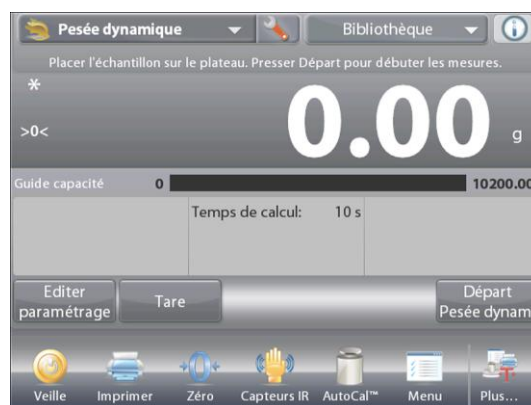 Pesée dynamique Bibliothèque
Placer l'échantillon sur le plateau. Presser Départ pour débuter les mesures.
*
>0< 0.00 g
Guide capacité 0 10200.00
Temps de calcul: 10 s
Editer
paramétrage
Tare
Départ
Pesée dynam
Veille Imprimer Zéro Capteurs IR AutoCal™ Menu Plus...